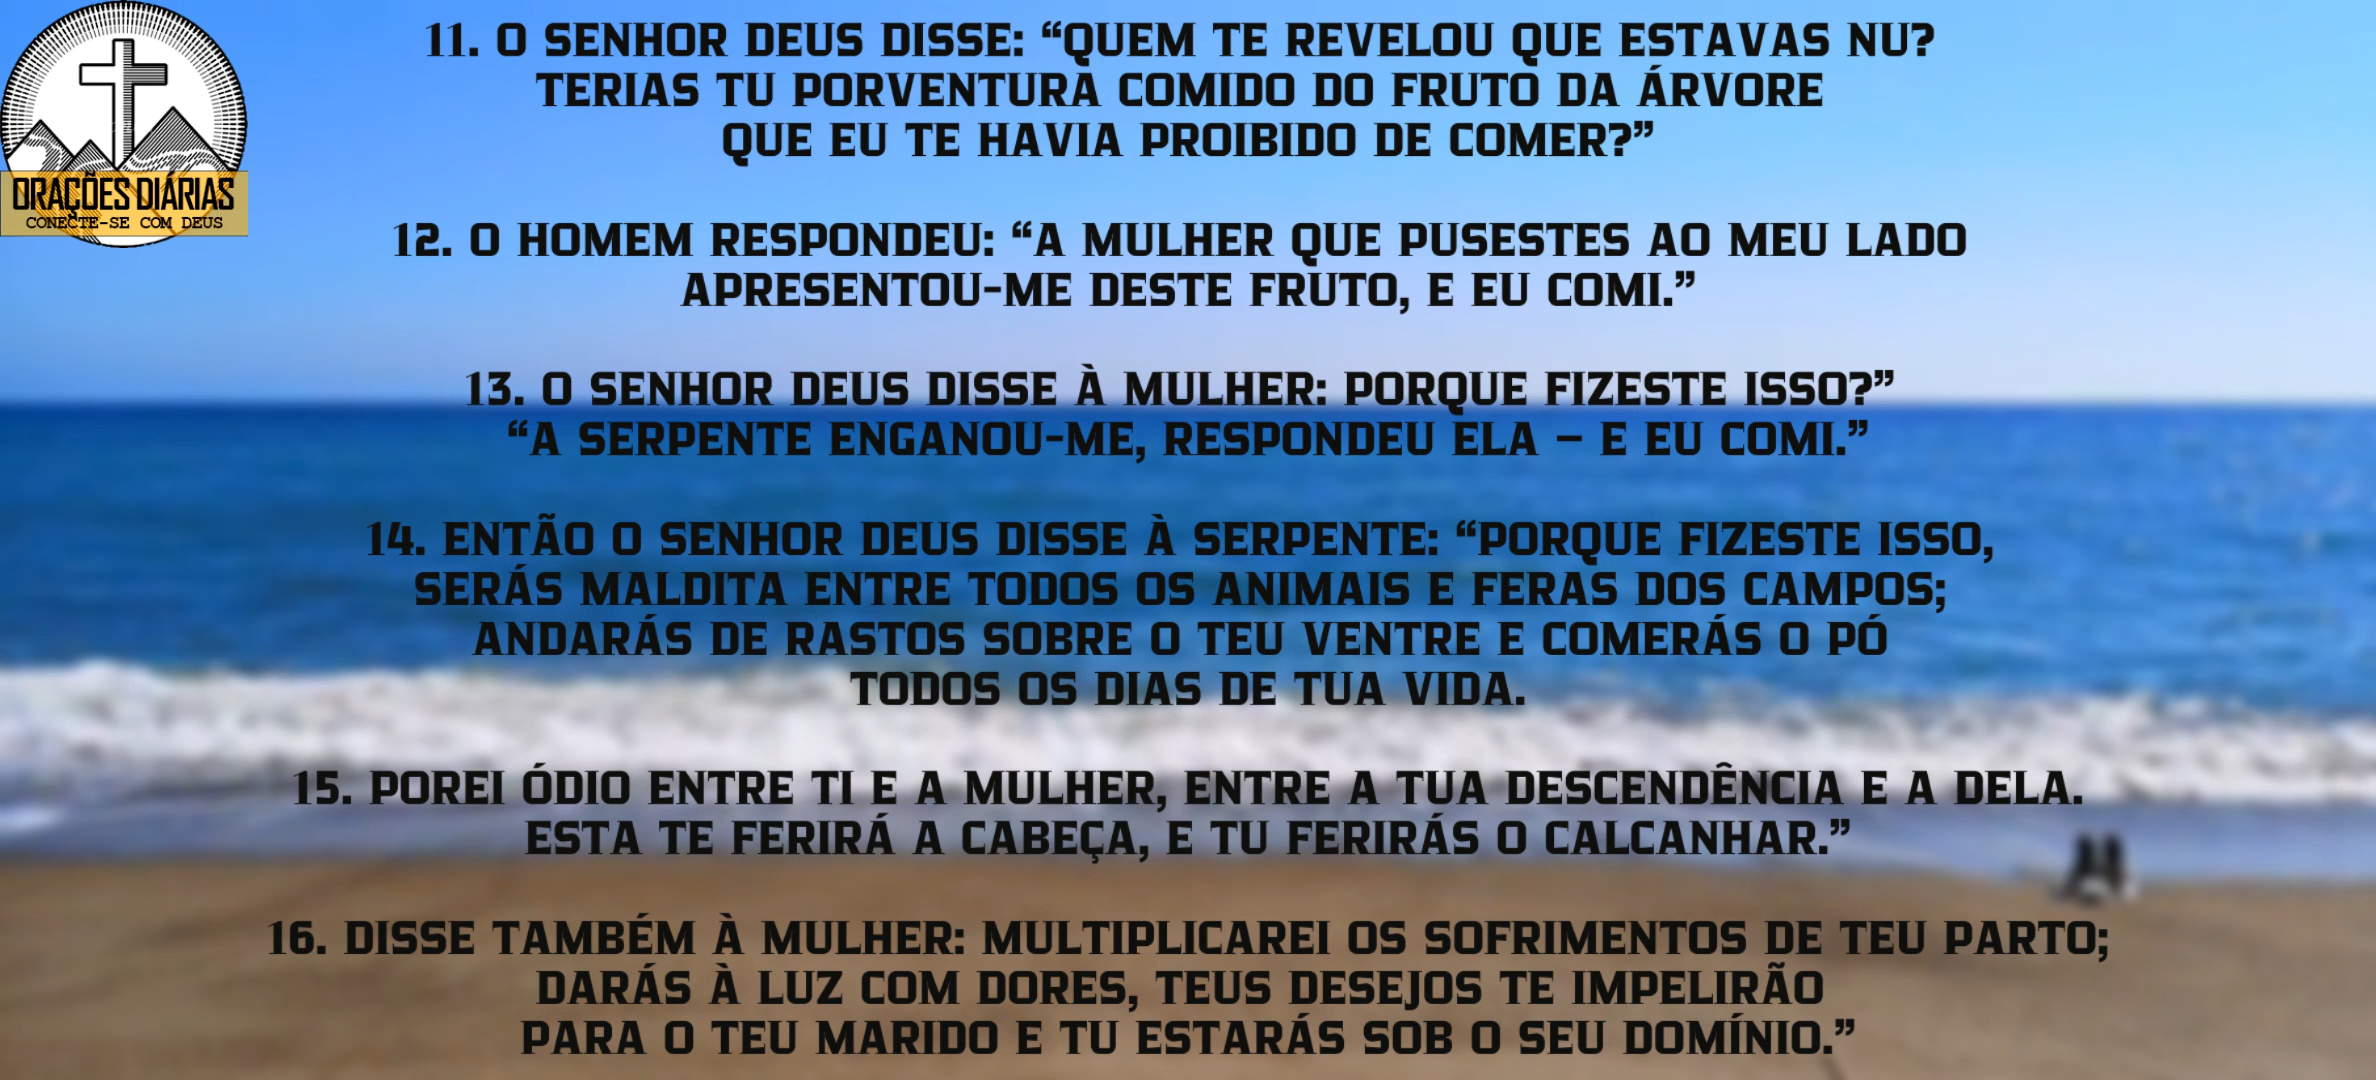 ORAÇÕES DIÁRIAS
CONECTE-SE COM DEUS
11. O SENHOR DEUS DISSE: “QUEM TE REVELOU QUE ESTAVAS NU?
TERIAS TU PORVENTURA COMIDO DO FRUTO DA ÁRVORE
QUE EU TE HAVIA PROIBIDO DE COMER?”
12. O HOMEM RESPONDEU: “A MULHER QUE PUSESTES AO MEU LADO
APRESENTOU-ME DESTE FRUTO, E EU COMI.”
13. O SENHOR DEUS DISSE À MULHER: PORQUE FIZESTE ISSO?”
“A SERPENTE ENGANOU-ME, RESPONDEU ELA – E EU COMI.”
14. ENTÃO O SENHOR DEUS DISSE À SERPENTE: “PORQUE FIZESTE ISSO,
SERÁS MALDITA ENTRE TODOS OS ANIMAIS E FERAS DOS CAMPOS;
ANDARÁS DE RASTOS SOBRE O TEU VENTRE E COMERÁS O PÓ
TODOS OS DIAS DE TUA VIDA.
15. POREI ÓDIO ENTRE TI E A MULHER, ENTRE A TUA DESCENDÊNCIA E A DELA.
ESTA TE FERIRÁ A CABEÇA, E TU FERIRÁS O CALCANHAR.”
16. DISSE TAMBÉM À MULHER: MULTIPLICAREI OS SOFRIMENTOS DE TEU PARTO;
DARÁS À LUZ COM DORES, TEUS DESEJOS TE IMPELIRÃO
PARA O TEU MARIDO E TU ESTARÁS SOB O SEU DOMÍNIO.”